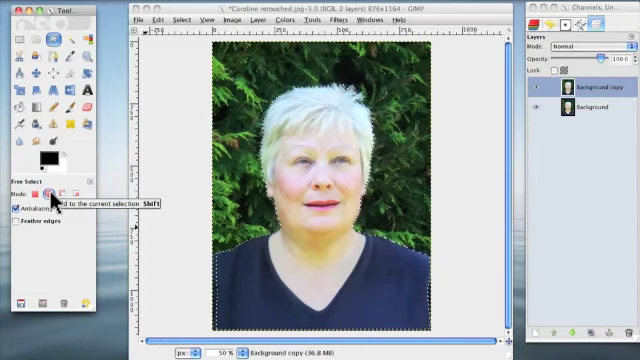 Tool...
*Caroline retouched.jpg-5.0 (RGB, 2 layers) 876x1164 – GIMP
Channels, Un...
File Edit Select View Image Layer Colors Tools Filters Windows Help
Layers
Mode: Normal
Opacity: 100.0
Lock:
Background copy
Background
Free Select
Mode:
d to the current selection Shift
Antialiasing
Feather edges
px 50 % Background copy (36.8 MB)